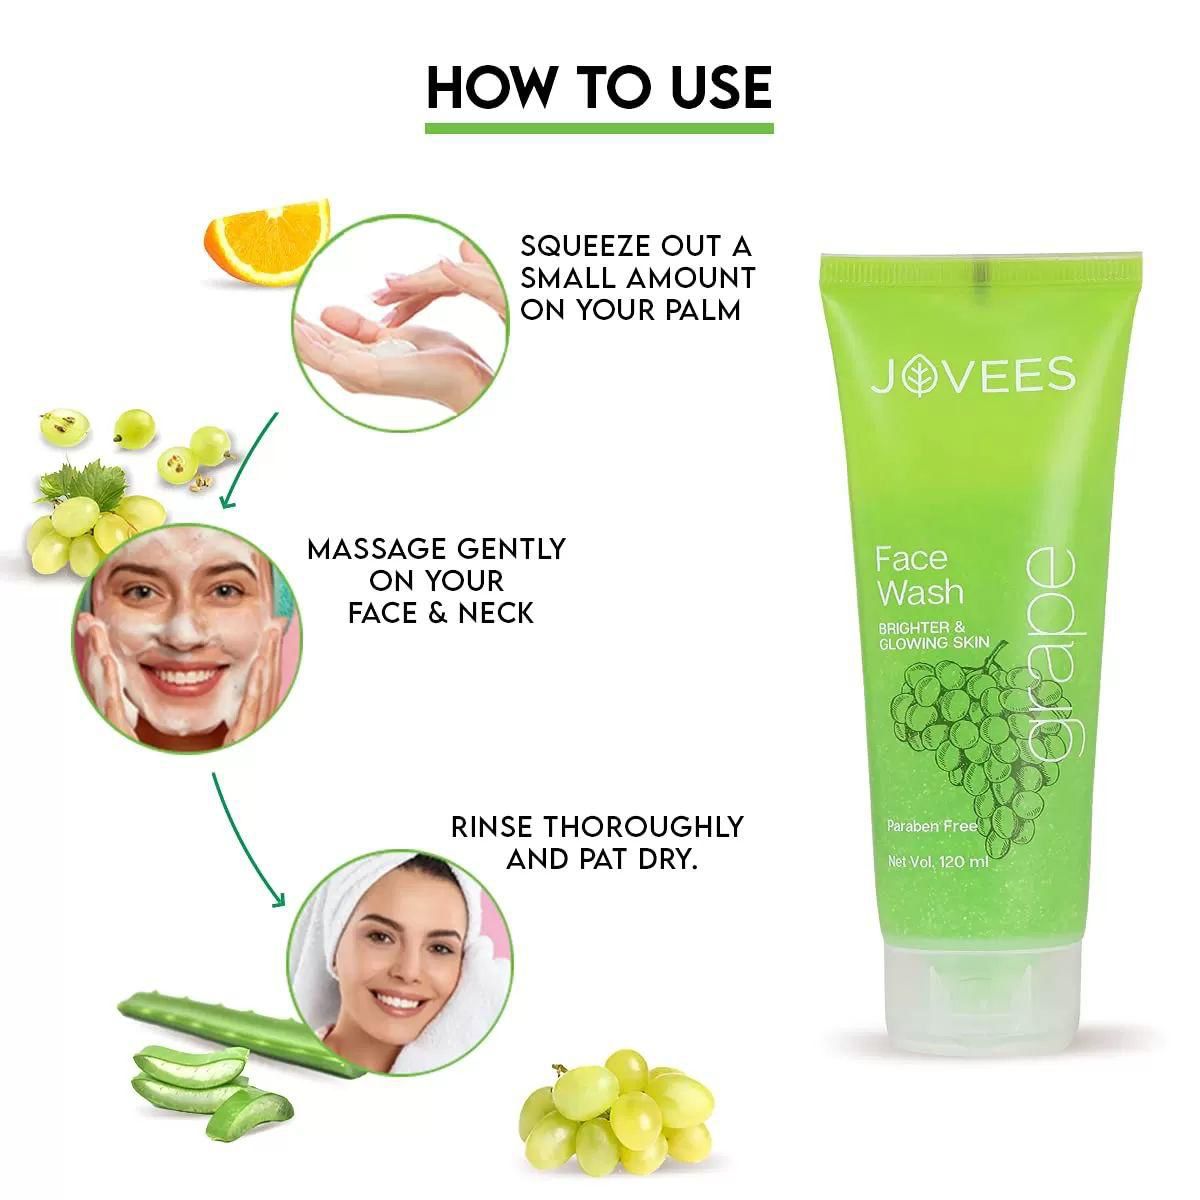 HOW TO USE
SQUEEZE OUT A
SMALL AMOUNT
ON YOUR PALM
MASSAGE GENTLY
ON YOUR
FACE & NECK
RINSE THOROUGHLY
AND PAT DRY.
JOVEES
Face
Wash
BRIGHTER &
GLOWING SKIN
grape
Paraben Free
Net Vol. 120 ml